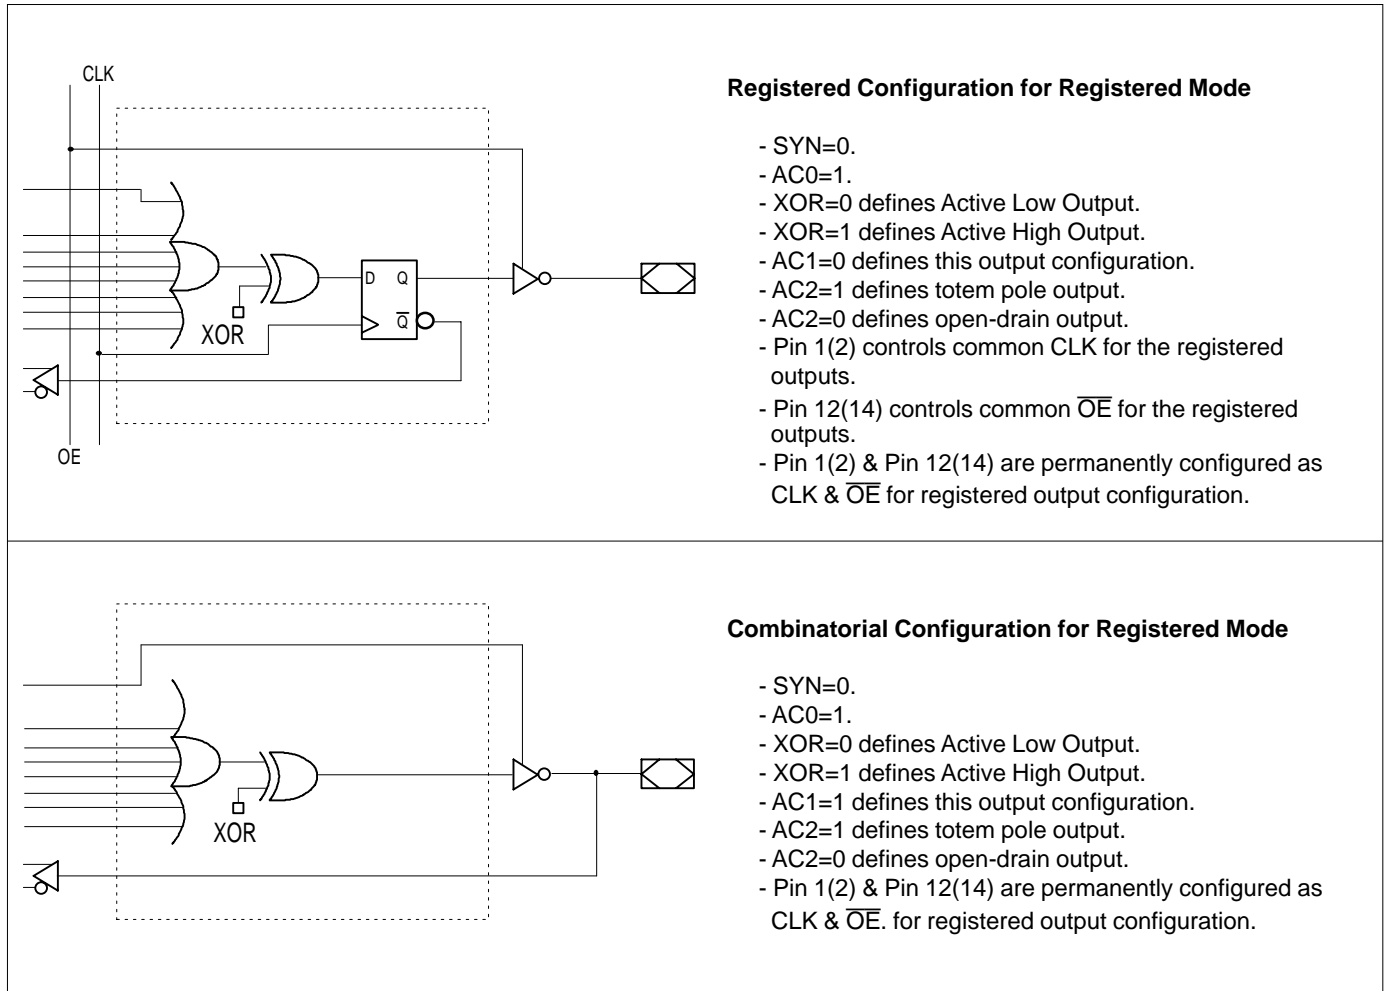 CLK
D Q
Q̅
XOR
OE
Registered Configuration for Registered Mode
- SYN=0.
- AC0=1.
- XOR=0 defines Active Low Output.
- XOR=1 defines Active High Output.
- AC1=0 defines this output configuration.
- AC2=1 defines totem pole output.
- AC2=0 defines open-drain output.
- Pin 1(2) controls common CLK for the registered
outputs.
- Pin 12(14) controls common O̅E̅ for the registered
outputs.
- Pin 1(2) & Pin 12(14) are permanently configured as
CLK & O̅E̅ for registered output configuration.
XOR
Combinatorial Configuration for Registered Mode
- SYN=0.
- AC0=1.
- XOR=0 defines Active Low Output.
- XOR=1 defines Active High Output.
- AC1=1 defines this output configuration.
- AC2=1 defines totem pole output.
- AC2=0 defines open-drain output.
- Pin 1(2) & Pin 12(14) are permanently configured as
CLK & O̅E̅. for registered output configuration.